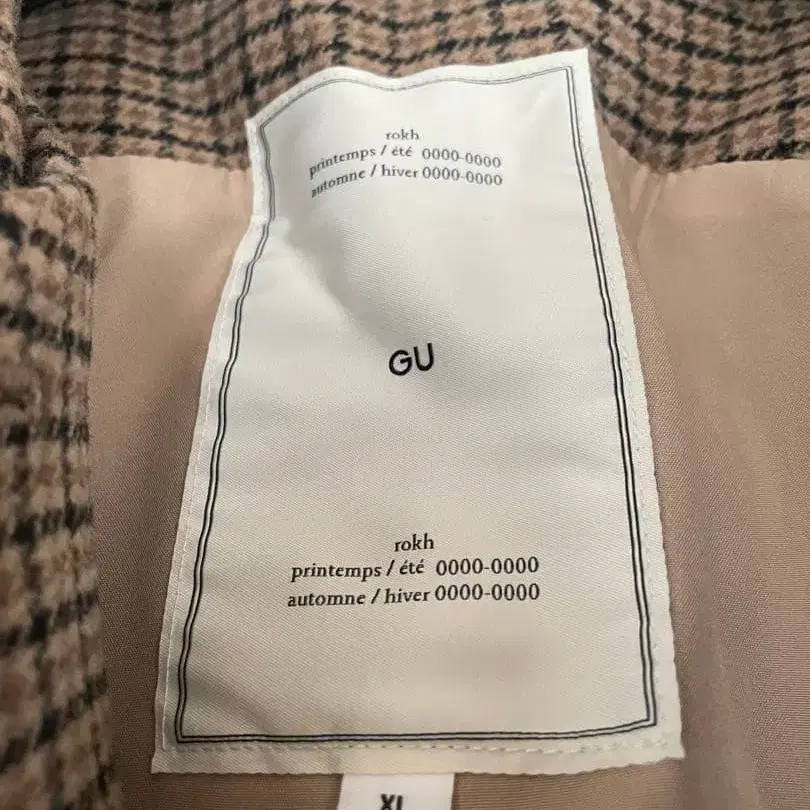 rokh
printemps / été 0000-0000
automne / hiver 0000-0000
GU
rokh
printemps / été 0000-0000
automne / hiver 0000-0000
XL